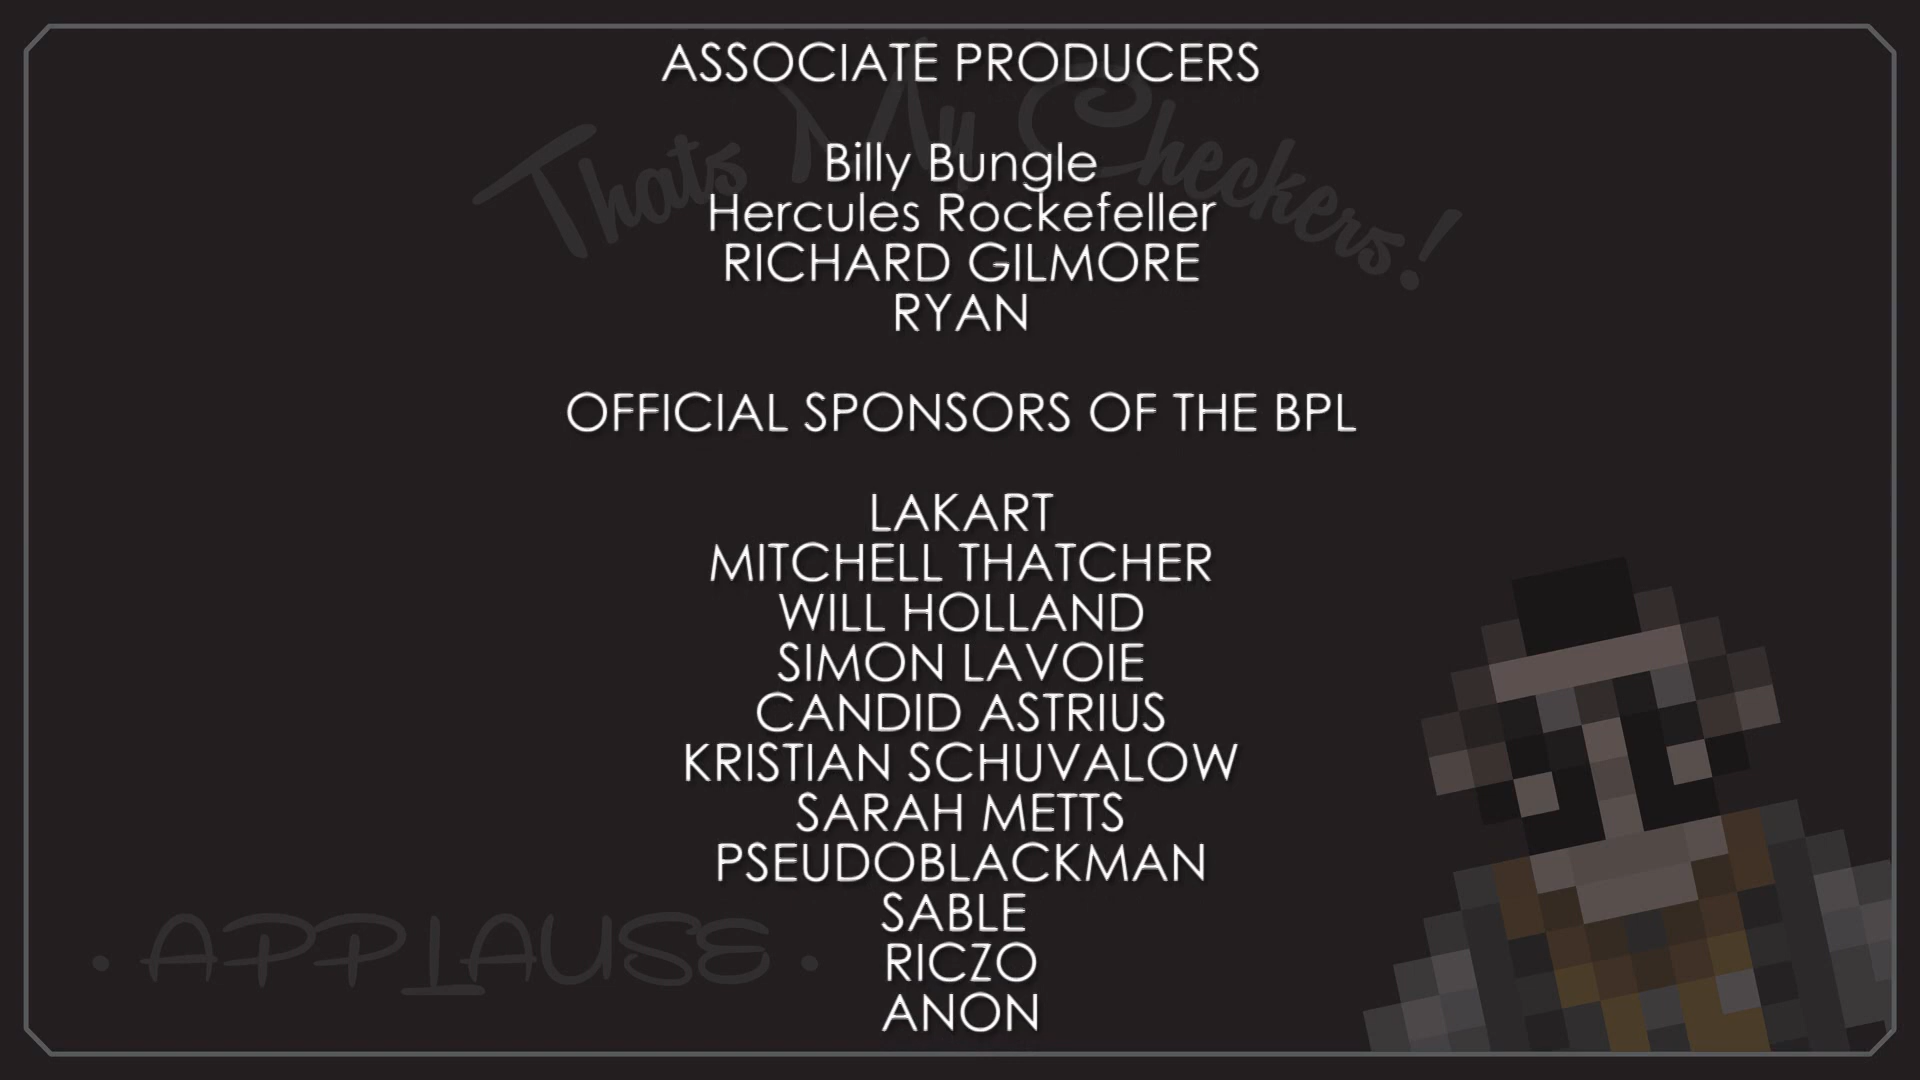 ASSOCIATE PRODUCERS
Thats My Checkers!
Billy Bungle
Hercules Rockefeller
RICHARD GILMORE
RYAN
OFFICIAL SPONSORS OF THE BPL
LAKART
MITCHELL THATCHER
WILL HOLLAND
SIMON LAVOIE
CANDID ASTRIUS
KRISTIAN SCHUVALOW
SARAH METTS
PSEUDOBLACKMAN
SABLE
RICZO
ANON
• APPLAUSE •